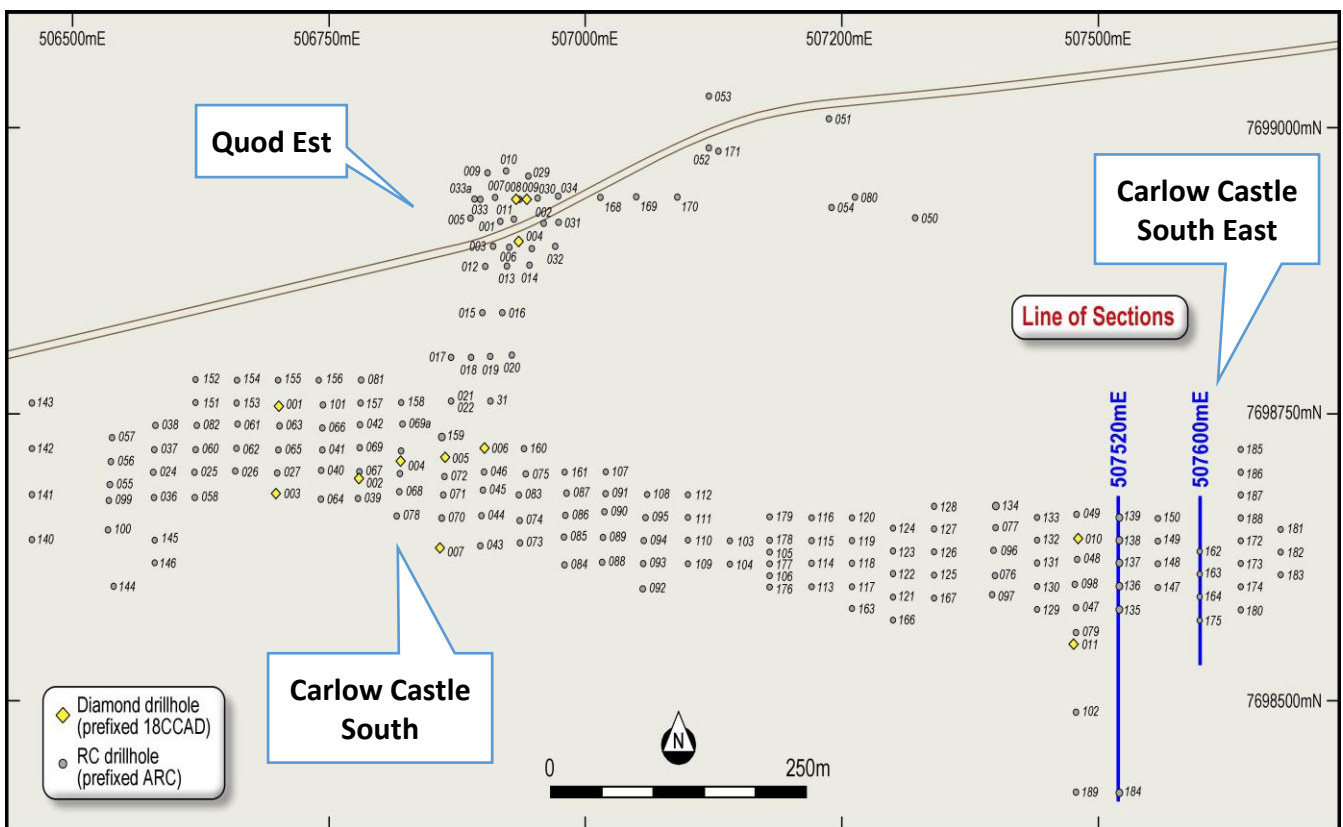 506500mE 506750mE 507000mE 507200mE 507500mE
053
051
7699000mN
Quod Est
052 171
Carlow Castle
South East
010
009 029
033a 007 008 009 030 034
033 011 002
168 169 170
080
054
050
005 001 031
004
003 006 032
012 013 014
015 016
Line of Sections
017 018 019 020
152 154 155 156 081
143 151 153 001 101 157 158 021 31
022
7698750mN
507520mE
507600mE
038 082 061 063 066 042 069a
057 159
142 037 060 062 065 041 069 006 160 185
056 004 005
024 025 026 027 040 067 072 046 075 161 107 186
002
055
141 099 036 058 003 064 039 068 071 045 083 087 091 108 112 187
128 134
100 078 070 044 074 086 090 095 111 179 116 120 133 049 139 150 188
124 127 077 181
140 145 007 043 073 085 089 094 110 103 178 115 119 132 010 138 149 172
105 123 126 096 162 182
146 084 088 093 109 104 177 114 118 131 048 137 148 173
106 122 125 076 163 183
144 092 176 113 117 130 098 136 147 174
121 167 097 164
163 129 047 135 180
166 175
079
011
Carlow Castle
South
Diamond drillhole
(prefixed 18CCAD)
RC drillhole
(prefixed ARC)
7698500mN
102
N
0 250m
189 184